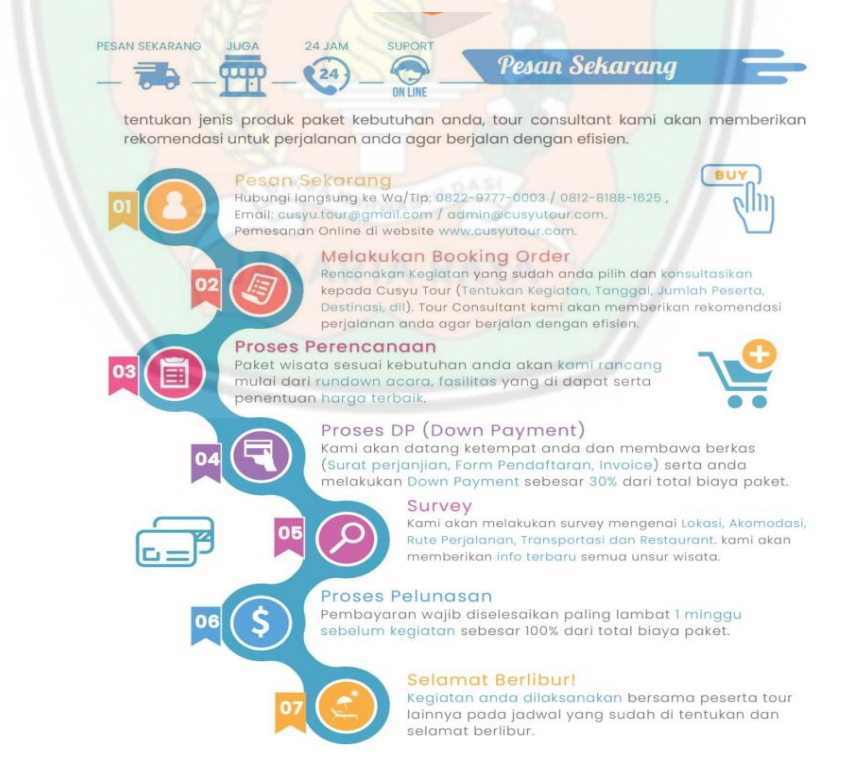 PESAN SEKARANG JUGA 24 JAM SUPORT
24
ON LINE
Pesan Sekarang
tentukan jenis produk paket kebutuhan anda, tour consultant kami akan memberikan
rekomendasi untuk perjalanan anda agar berjalan dengan efisien.
01
Pesan Sekarang
Hubungi langsung ke Wa/Tlp: 0822-9777-0003 / 0812-8188-1625 ,
Email: cusyu.tour@gmail.com / admin@cusyutour.com.
Pemesanan Online di website www.cusyutour.com.
BUY
02
Melakukan Booking Order
Rencanakan Kegiatan yang sudah anda pilih dan konsultasikan
kepada Cusyu Tour (Tentukan Kegiatan, Tanggal, Jumlah Peserta,
Destinasi, dll). Tour Consultant kami akan memberikan rekomendasi
perjalanan anda agar berjalan dengan efisien.
03
Proses Perencanaan
Paket wisata sesuai kebutuhan anda akan kami rancang
mulai dari rundown acara, fasilitas yang di dapat serta
penentuan harga terbaik.
04
Proses DP (Down Payment)
Kami akan datang ketempat anda dan membawa berkas
(Surat perjanjian, Form Pendaftaran, Invoice) serta anda
melakukan Down Payment sebesar 30% dari total biaya paket.
05
Survey
Kami akan melakukan survey mengenai Lokasi, Akomodasi,
Rute Perjalanan, Transportasi dan Restaurant. kami akan
memberikan info terbaru semua unsur wisata.
06
$
Proses Pelunasan
Pembayaran wajib diselesaikan paling lambat 1 minggu
sebelum kegiatan sebesar 100% dari total biaya paket.
07
Selamat Berlibur!
Kegiatan anda dilaksanakan bersama peserta tour
lainnya pada jadwal yang sudah di tentukan dan
selamat berlibur.